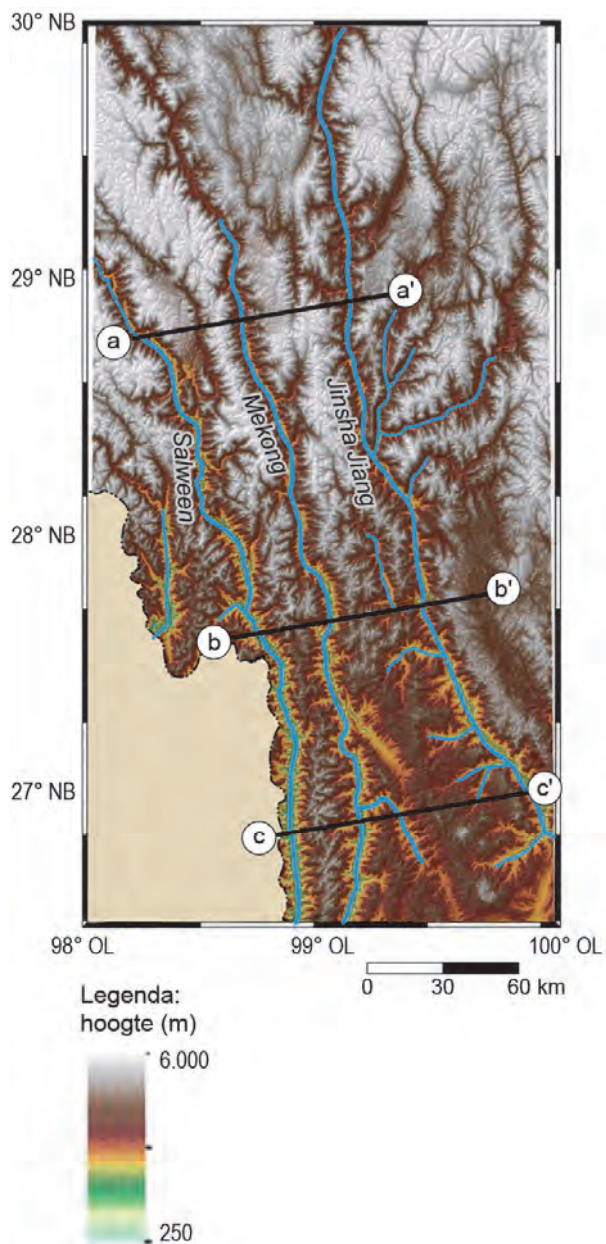 30° NB
29° NB
a
a'
Salween
Mekong
Jinsha Jiang
28° NB
b
b'
27° NB
c
c'
98° OL
99° OL
100° OL
0 30 60 km
Legenda:
hoogte (m)
6.000
250